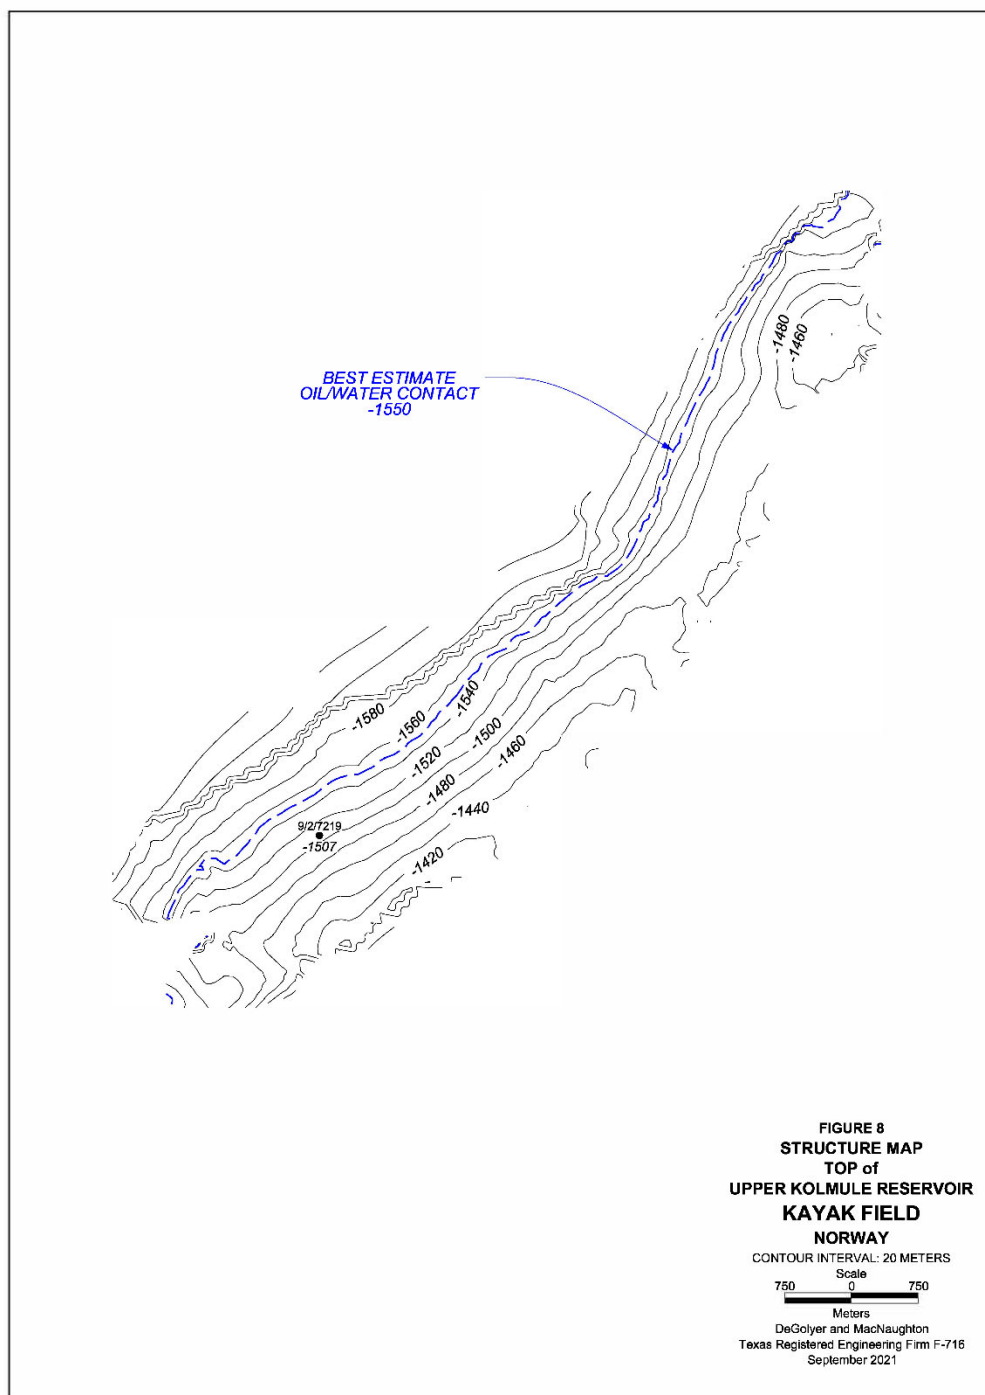 BEST ESTIMATE
OIL/WATER CONTACT
-1550
-1480
-1460
-1580
-1560
-1540
-1520
-1500
-1480
-1460
-1440
-1420
9/2/7219
-1507
FIGURE 8
STRUCTURE MAP
TOP of
UPPER KOLMULE RESERVOIR
KAYAK FIELD
NORWAY
CONTOUR INTERVAL: 20 METERS
Scale
750 0 750
Meters
DeGolyer and MacNaughton
Texas Registered Engineering Firm F-716
September 2021